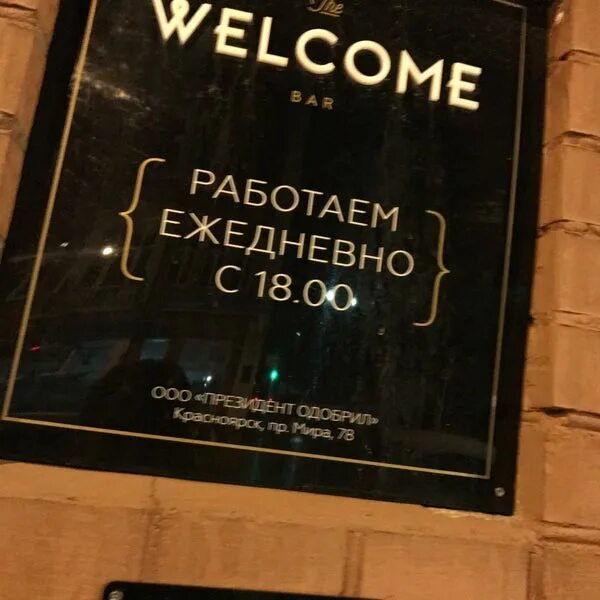 The
WELCOME
BAR
РАБОТАЕМ
ЕЖЕДНЕВНО
С 18.00
ООО «ПРЕЗИДЕНТ ОДОБРИЛ»
Красноярск, пр. Мира, 78